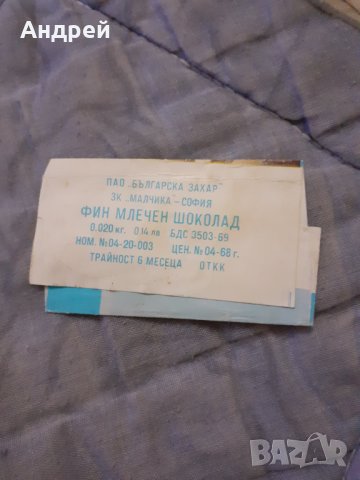 Андрей
ПАО „БЪЛГАРСКА ЗАХАР"
ЗК „МАЛЧИКА"-СОФИЯ
ФИН МЛЕЧЕН ШОКОЛАД
0.020 кг. 0.14 лв БДС 3503-69
НОМ. №04-20-003 ЦЕН. №04-68 г.
ТРАЙНОСТ 6 МЕСЕЦА ОТКК
BAZAR